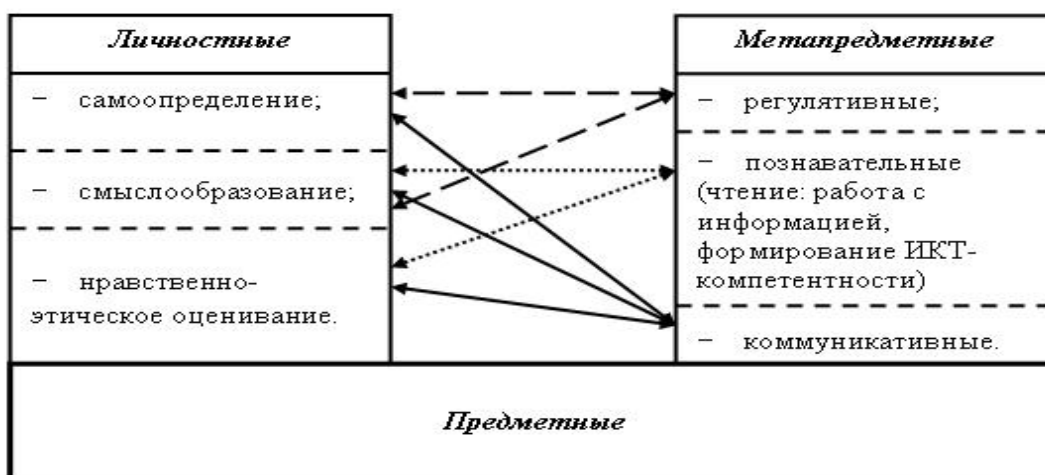 Личностные
− самоопределение;
− смыслообразование;
− нравственно-
этическое оценивание.
Метапредметные
− регулятивные;
− познавательные
(чтение: работа с
информацией,
формирование ИКТ-
компетентности)
− коммуникативные.
Предметные